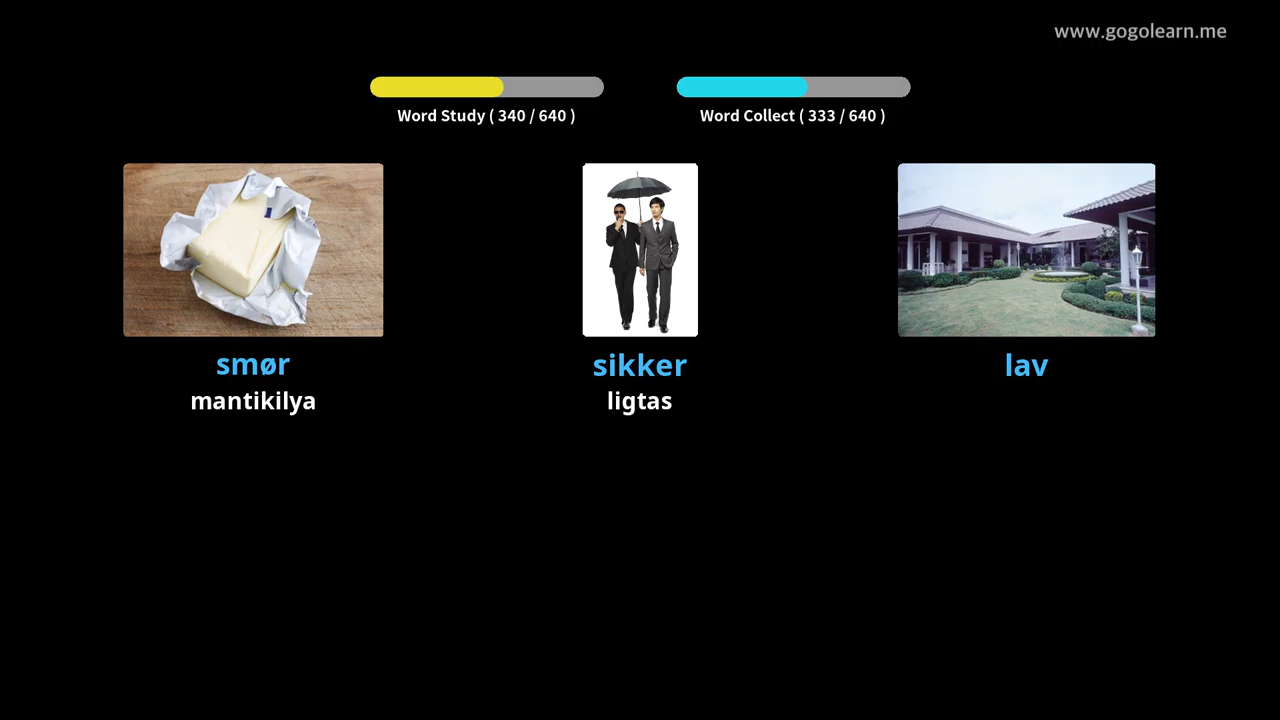 www.gogolearn.me
Word Study ( 340 / 640 )
Word Collect ( 333 / 640 )
smør
mantikilya
sikker
ligtas
lav